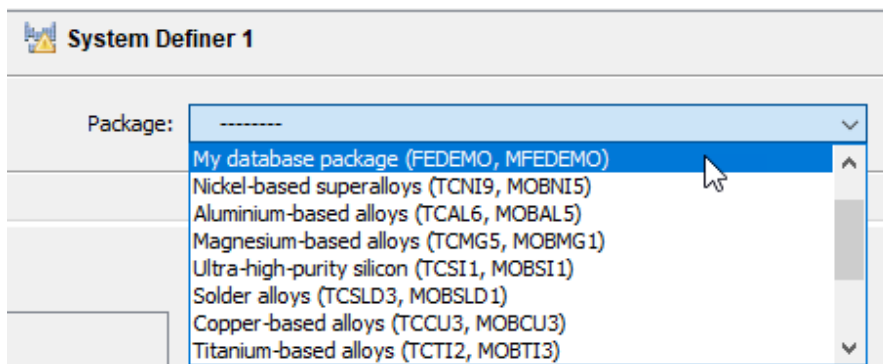 System Definer 1
Package: --------
My database package (FEDEMO, MFEDEMO)
Nickel-based superalloys (TCNI9, MOBNI5)
Aluminium-based alloys (TCAL6, MOBAL5)
Magnesium-based alloys (TCMG5, MOBMG1)
Ultra-high-purity silicon (TCSI1, MOBSI1)
Solder alloys (TCSLD3, MOBSLD1)
Copper-based alloys (TCCU3, MOBCU3)
Titanium-based alloys (TCTI2, MOBTI3)